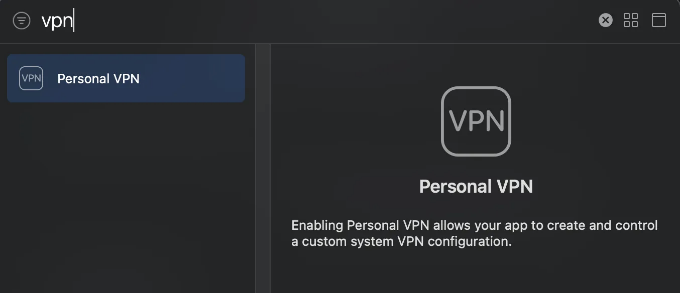 vpn
VPN Personal VPN
VPN
Personal VPN
Enabling Personal VPN allows your app to create and control
a custom system VPN configuration.